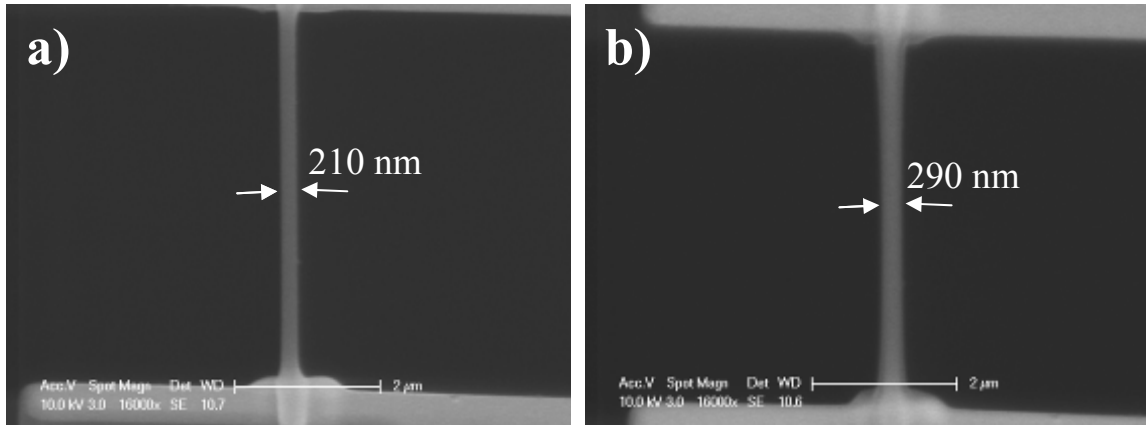 a)
210 nm
Acc.V Spot Magn Det WD 2 µm
10.0 kV 3.0 16000x SE 10.7
b)
290 nm
Acc.V Spot Magn Det WD 2 µm
10.0 kV 3.0 16000x SE 10.6